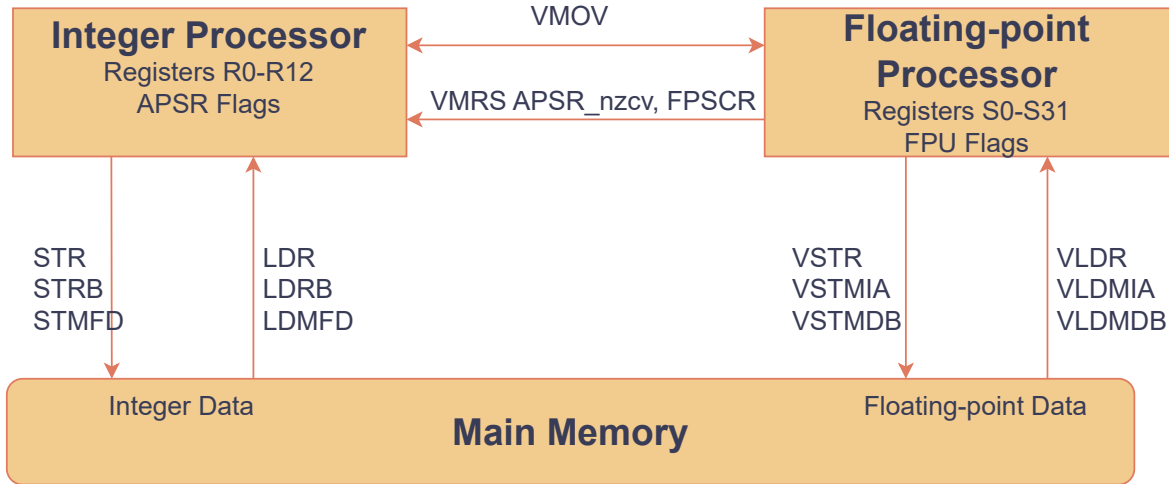 Integer Processor
Registers R0-R12
APSR Flags
VMOV
VMRS APSR_nzcv, FPSCR
Floating-point
Processor
Registers S0-S31
FPU Flags
STR
STRB
STMFD
LDR
LDRB
LDMFD
VSTR
VSTMIA
VSTMDB
VLDR
VLDMIA
VLDMDB
Integer Data
Floating-point Data
Main Memory